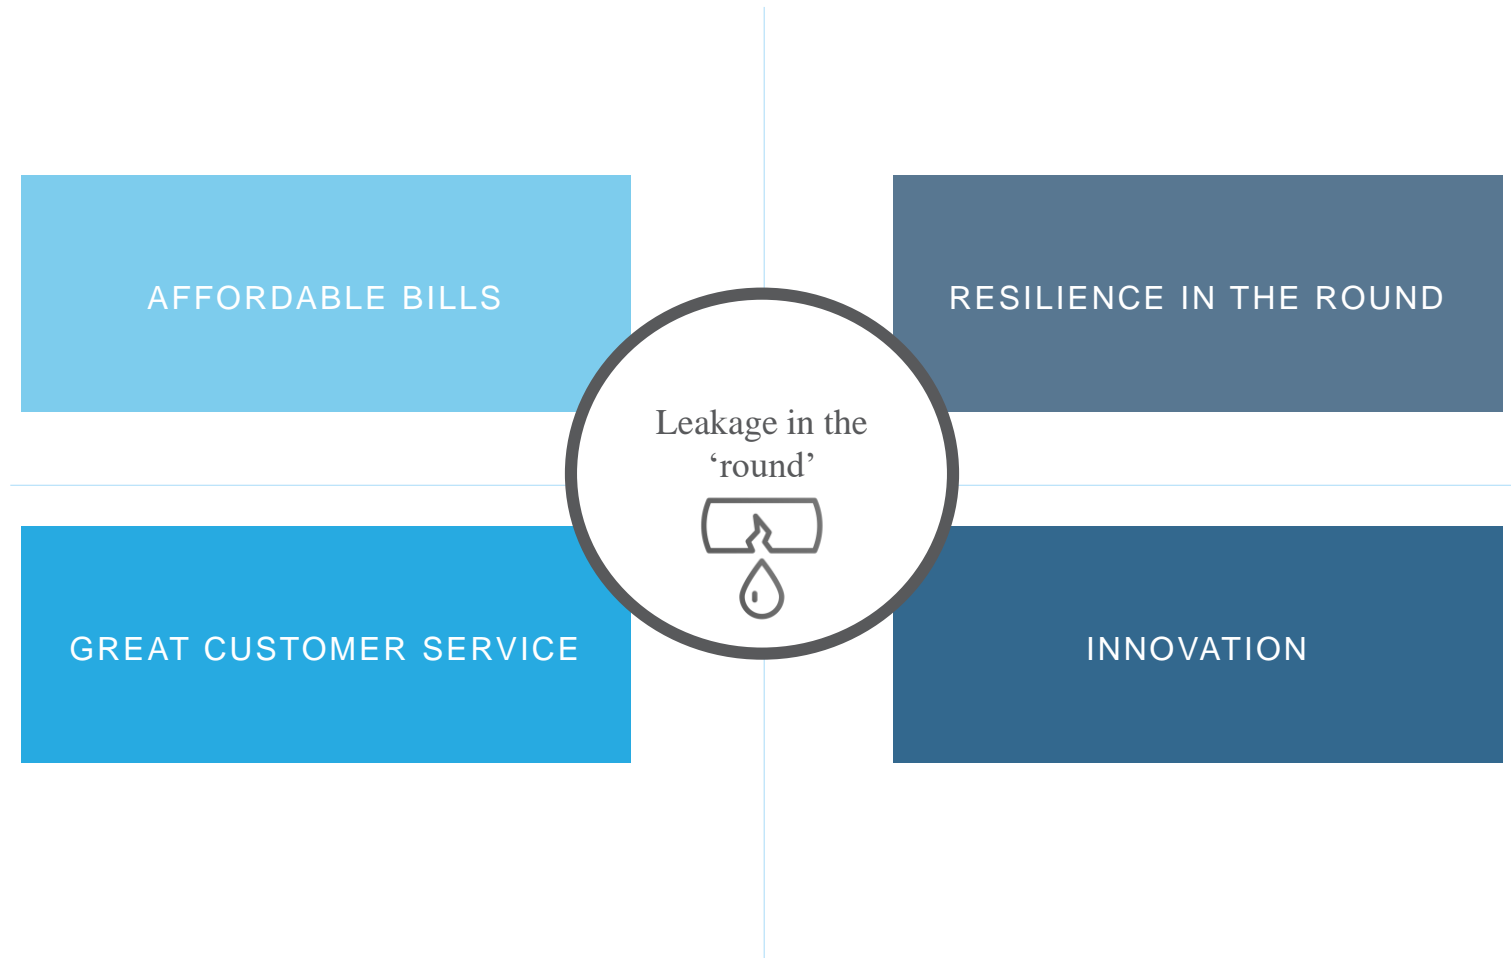 AFFORDABLE BILLS
RESILIENCE IN THE ROUND
Leakage in the
‘round’
GREAT CUSTOMER SERVICE
INNOVATION